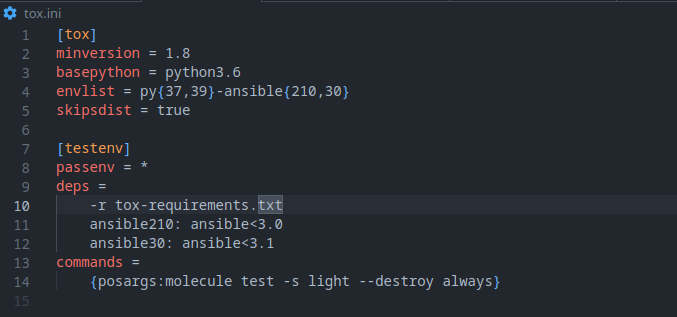 tox.ini
1 [tox]
2 minversion = 1.8
3 basepython = python3.6
4 envlist = py{37,39}-ansible{210,30}
5 skipsdist = true
6
7 [testenv]
8 passenv = *
9 deps =
10     -r tox-requirements.txt
11     ansible210: ansible<3.0
12     ansible30: ansible<3.1
13 commands =
14     {posargs:molecule test -s light --destroy always}
15